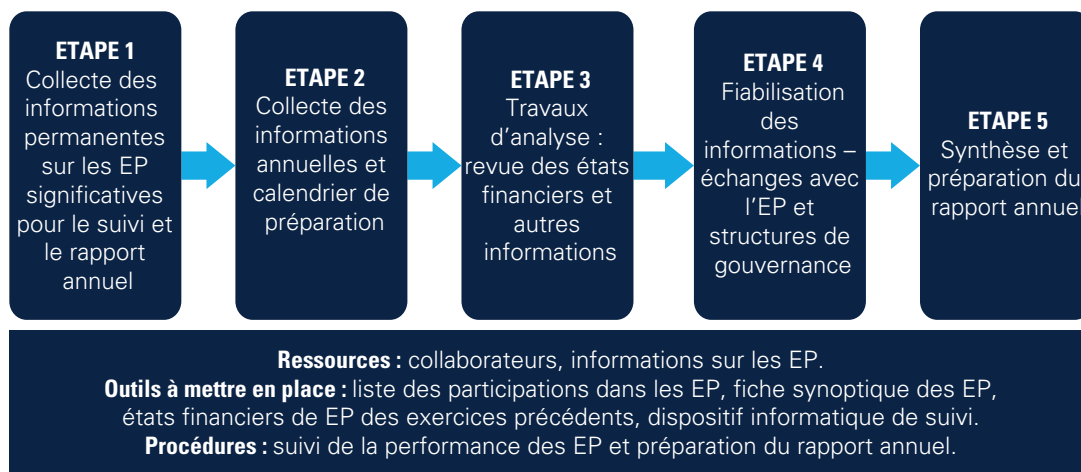 ETAPE 1
Collecte des
informations
permanentes
sur les EP
significatives
pour le suivi et
le rapport
annuel
ETAPE 2
Collecte des
informations
annuelles et
calendrier de
préparation
ETAPE 3
Travaux
d'analyse :
revue des états
financiers et
autres
informations
ETAPE 4
Fiabilisation
des
informations –
échanges avec
l'EP et
structures de
gouvernance
ETAPE 5
Synthèse et
préparation du
rapport annuel
Ressources : collaborateurs, informations sur les EP.
Outils à mettre en place : liste des participations dans les EP, fiche synoptique des EP,
états financiers de EP des exercices précédents, dispositif informatique de suivi.
Procédures : suivi de la performance des EP et préparation du rapport annuel.